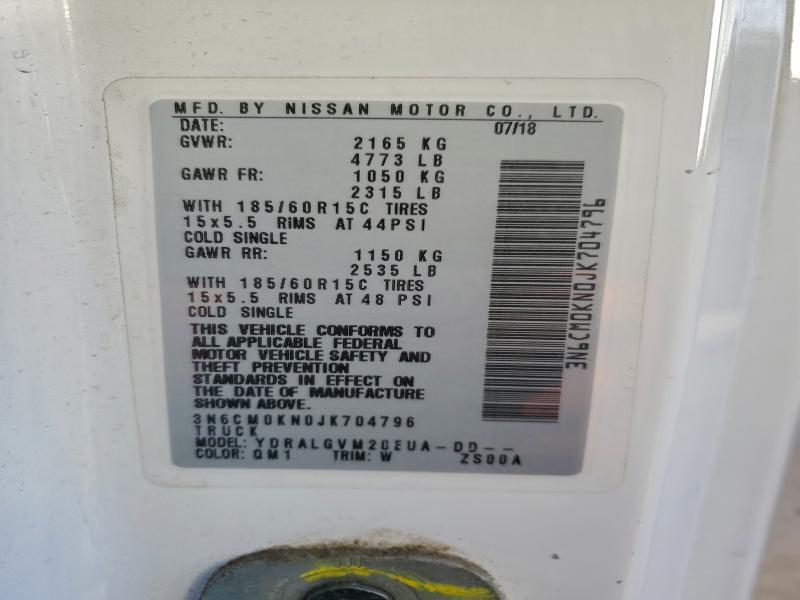 MFD. BY NISSAN MOTOR CO., LTD.
DATE: 07/18
GVWR: 2165 KG
4773 LB
GAWR FR: 1050 KG
2315 LB
WITH 185/60R15C TIRES
15x5.5 RiMS AT 44PSI
COLD SINGLE
GAWR RR: 1150 KG
2535 LB
WITH 185/60R15C TIRES
15x5.5 RIMS AT 48 PSI
COLD SINGLE
THIS VEHICLE CONFORMS TO
ALL APPLICABLE FEDERAL
MOTOR VEHICLE SAFETY AND
THEFT PREVENTION
STANDARDS IN EFFECT ON
THE DATE OF MANUFACTURE
SHOWN ABOVE.
3N6CM0KN0JK704796
TRUCK
MODEL: YDRALGVM20EUA-DD--
COLOR: QM1 TRIM: W ZS00A
3N6CM0KN0JK704796